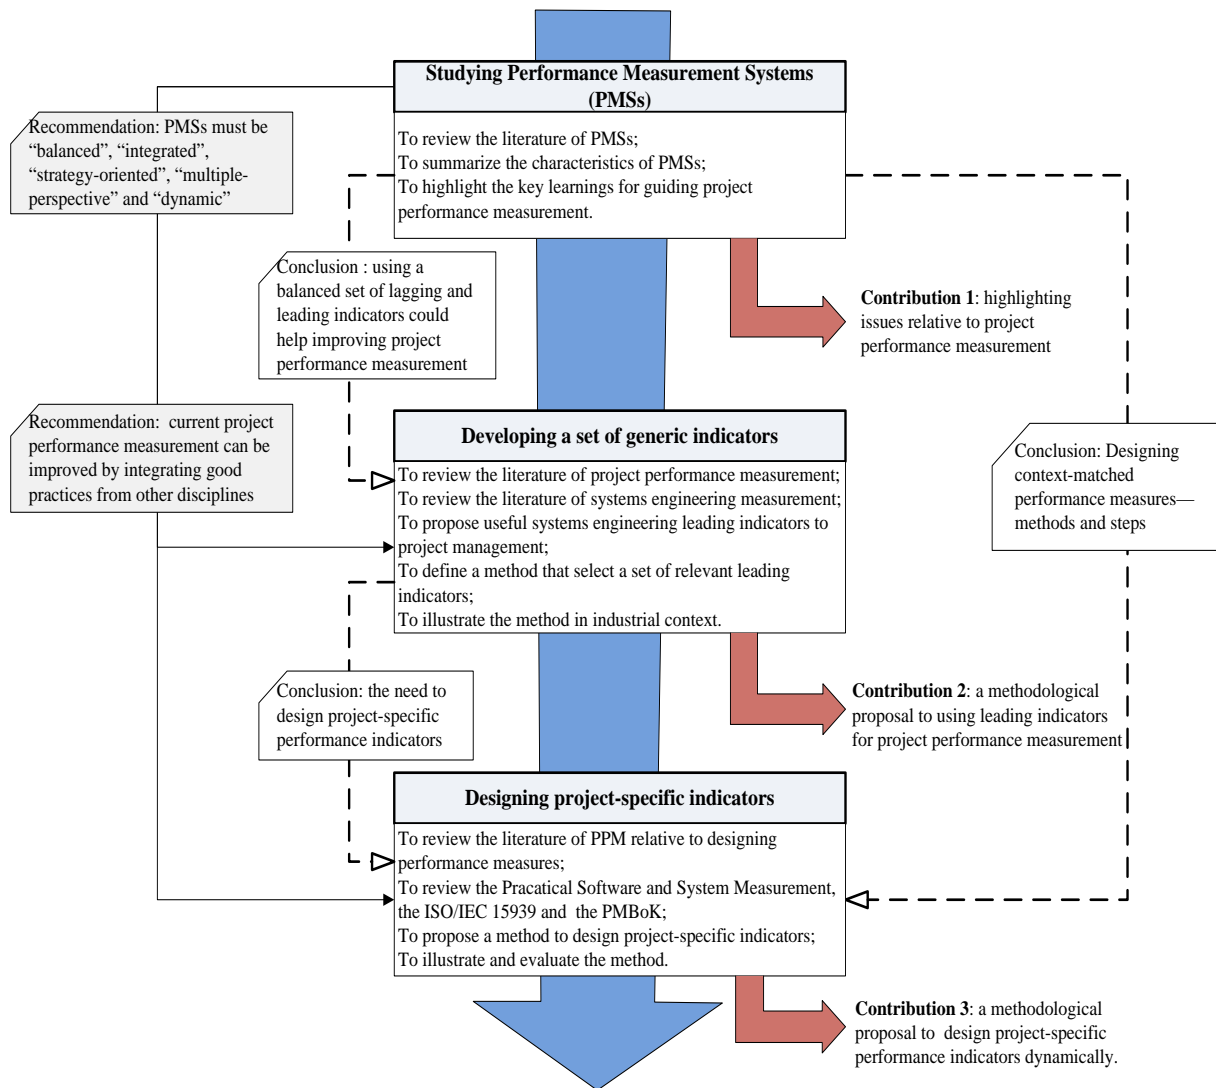 Studying Performance Measurement Systems
(PMSs)
To review the literature of PMSs;
To summarize the characteristics of PMSs;
To highlight the key learnings for guiding project
performance measurement.
Recommendation: PMSs must be
“balanced”, “integrated”,
“strategy-oriented”, “multiple-
perspective” and “dynamic”
Conclusion : using a
balanced set of lagging and
leading indicators could
help improving project
performance measurement
Contribution 1: highlighting
issues relative to project
performance measurement
Recommendation:  current project
performance measurement can be
improved by integrating good
practices from other disciplines
Developing a set of generic indicators
To review the literature of project performance measurement;
To review the literature of systems engineering measurement;
To propose useful systems engineering leading indicators to
project management;
To define a method that select a set of relevant leading
indicators;
To illustrate the method in industrial context.
Conclusion: Designing
context-matched
performance measures—
methods and steps
Conclusion: the need to
design project-specific
performance indicators
Contribution 2: a methodological
proposal to using leading indicators
for project performance measurement
Designing project-specific indicators
To review the literature of PPM relative to designing
performance measures;
To review the Pracatical Software and System Measurement,
the ISO/IEC 15939 and  the PMBoK;
To propose a method to design project-specific indicators;
To illustrate and evaluate the method.
Contribution 3: a methodological
proposal to  design project-specific
performance indicators dynamically.